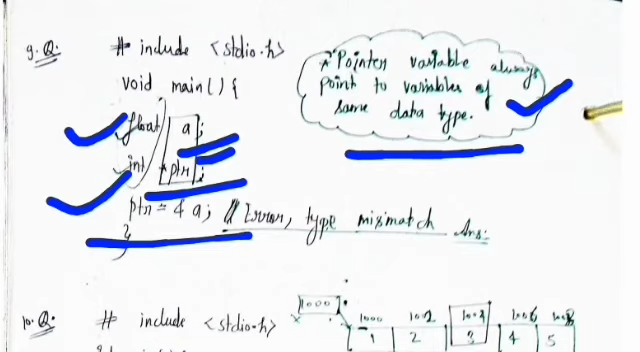 9. Q:
# include <stdio.h>
void main() {
float a;
int *ptr;
ptr = & a; // Error, type mismatch Ans:
}
* Pointer variable always
point to variables of
same data type.
10. Q:
# include <stdio.h>
1000
1000 1002 1004 1006 1008
1 2 3 4 5